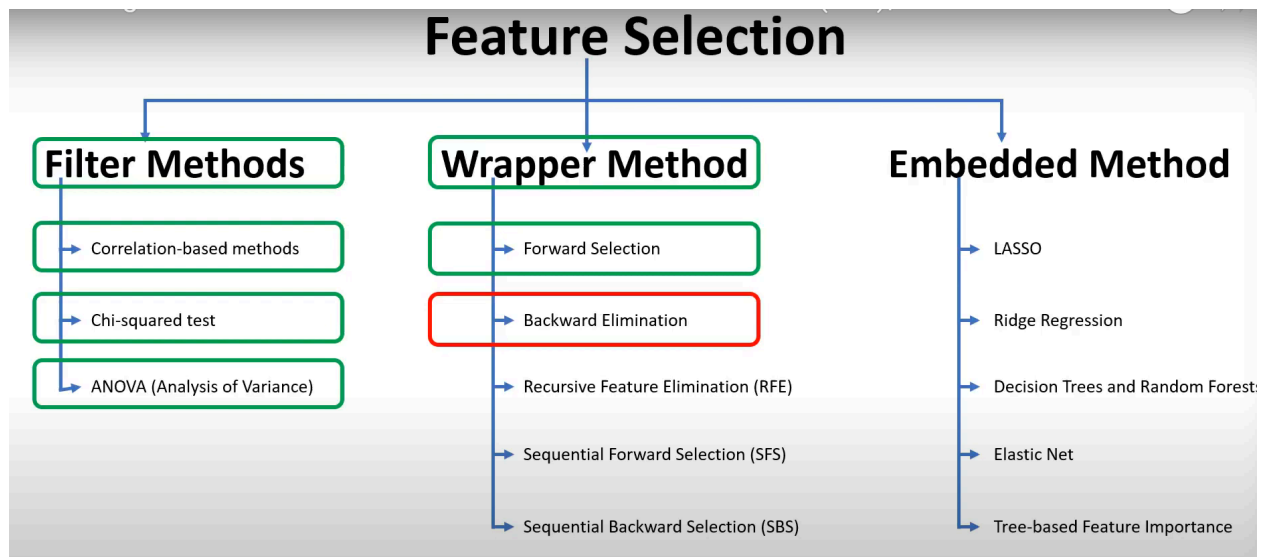 Feature Selection
Filter Methods
Correlation-based methods
Chi-squared test
ANOVA (Analysis of Variance)
Wrapper Method
Forward Selection
Backward Elimination
Recursive Feature Elimination (RFE)
Sequential Forward Selection (SFS)
Sequential Backward Selection (SBS)
Embedded Method
LASSO
Ridge Regression
Decision Trees and Random Forests
Elastic Net
Tree-based Feature Importance